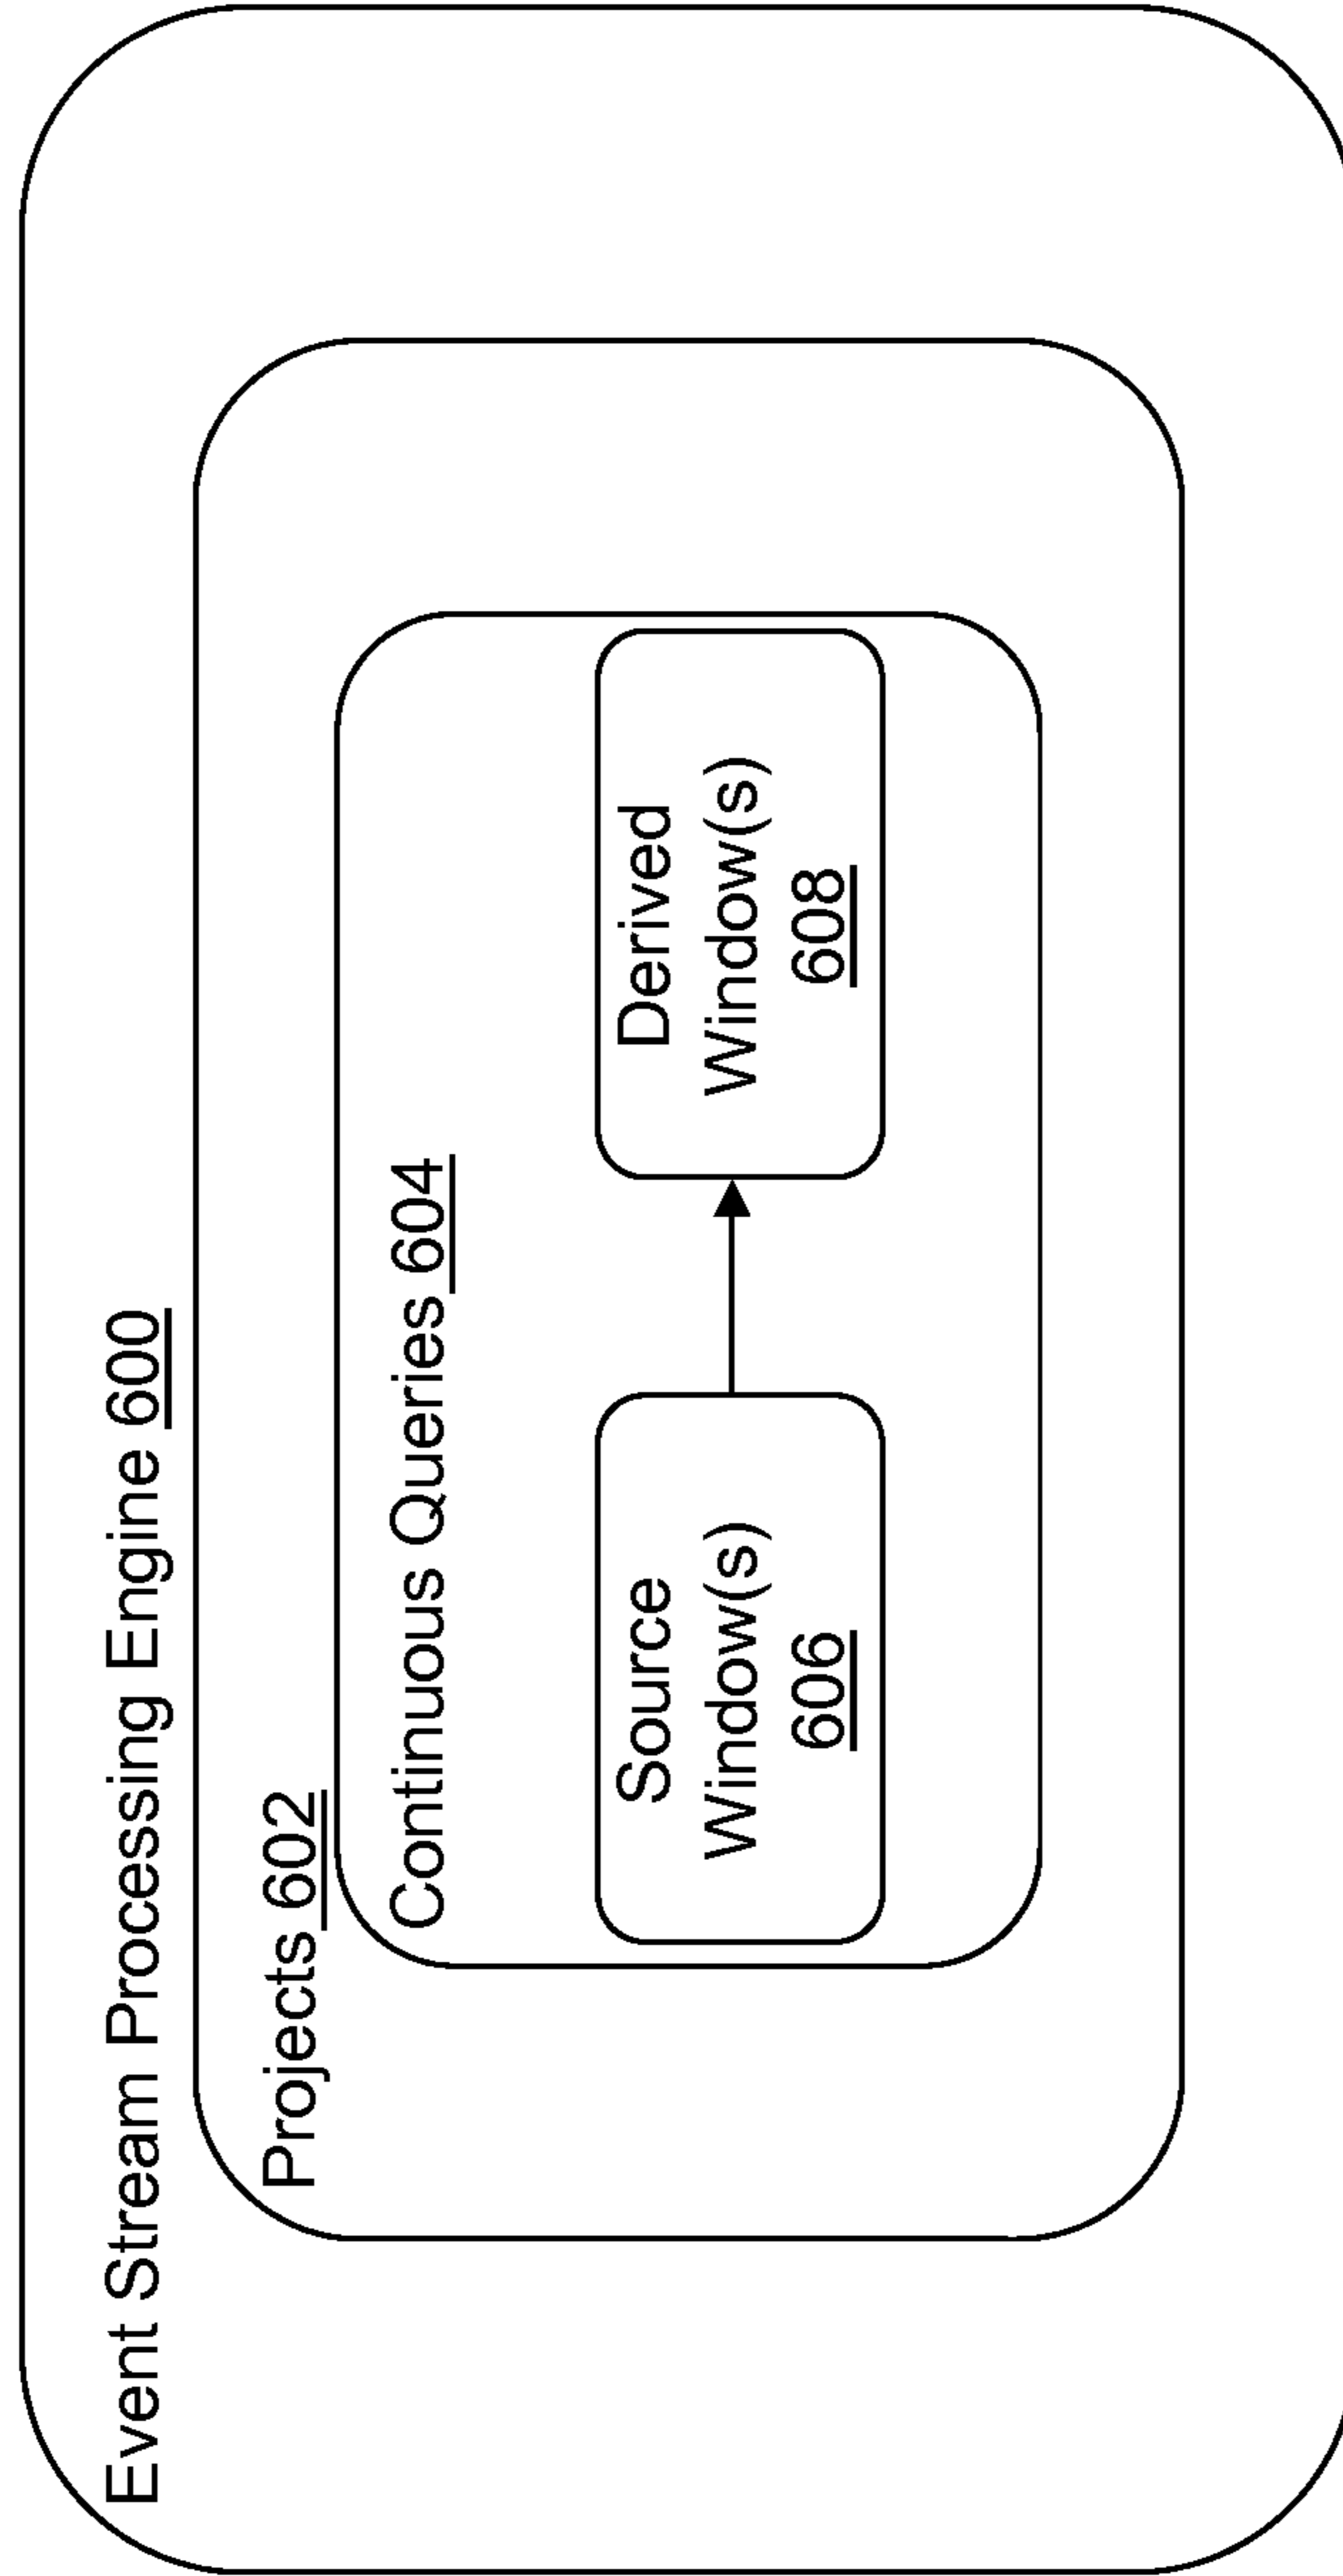 Event Stream Processing Engine 600
Projects 602
Continuous Queries 604
Source
Window(s)
606
Derived
Window(s)
608